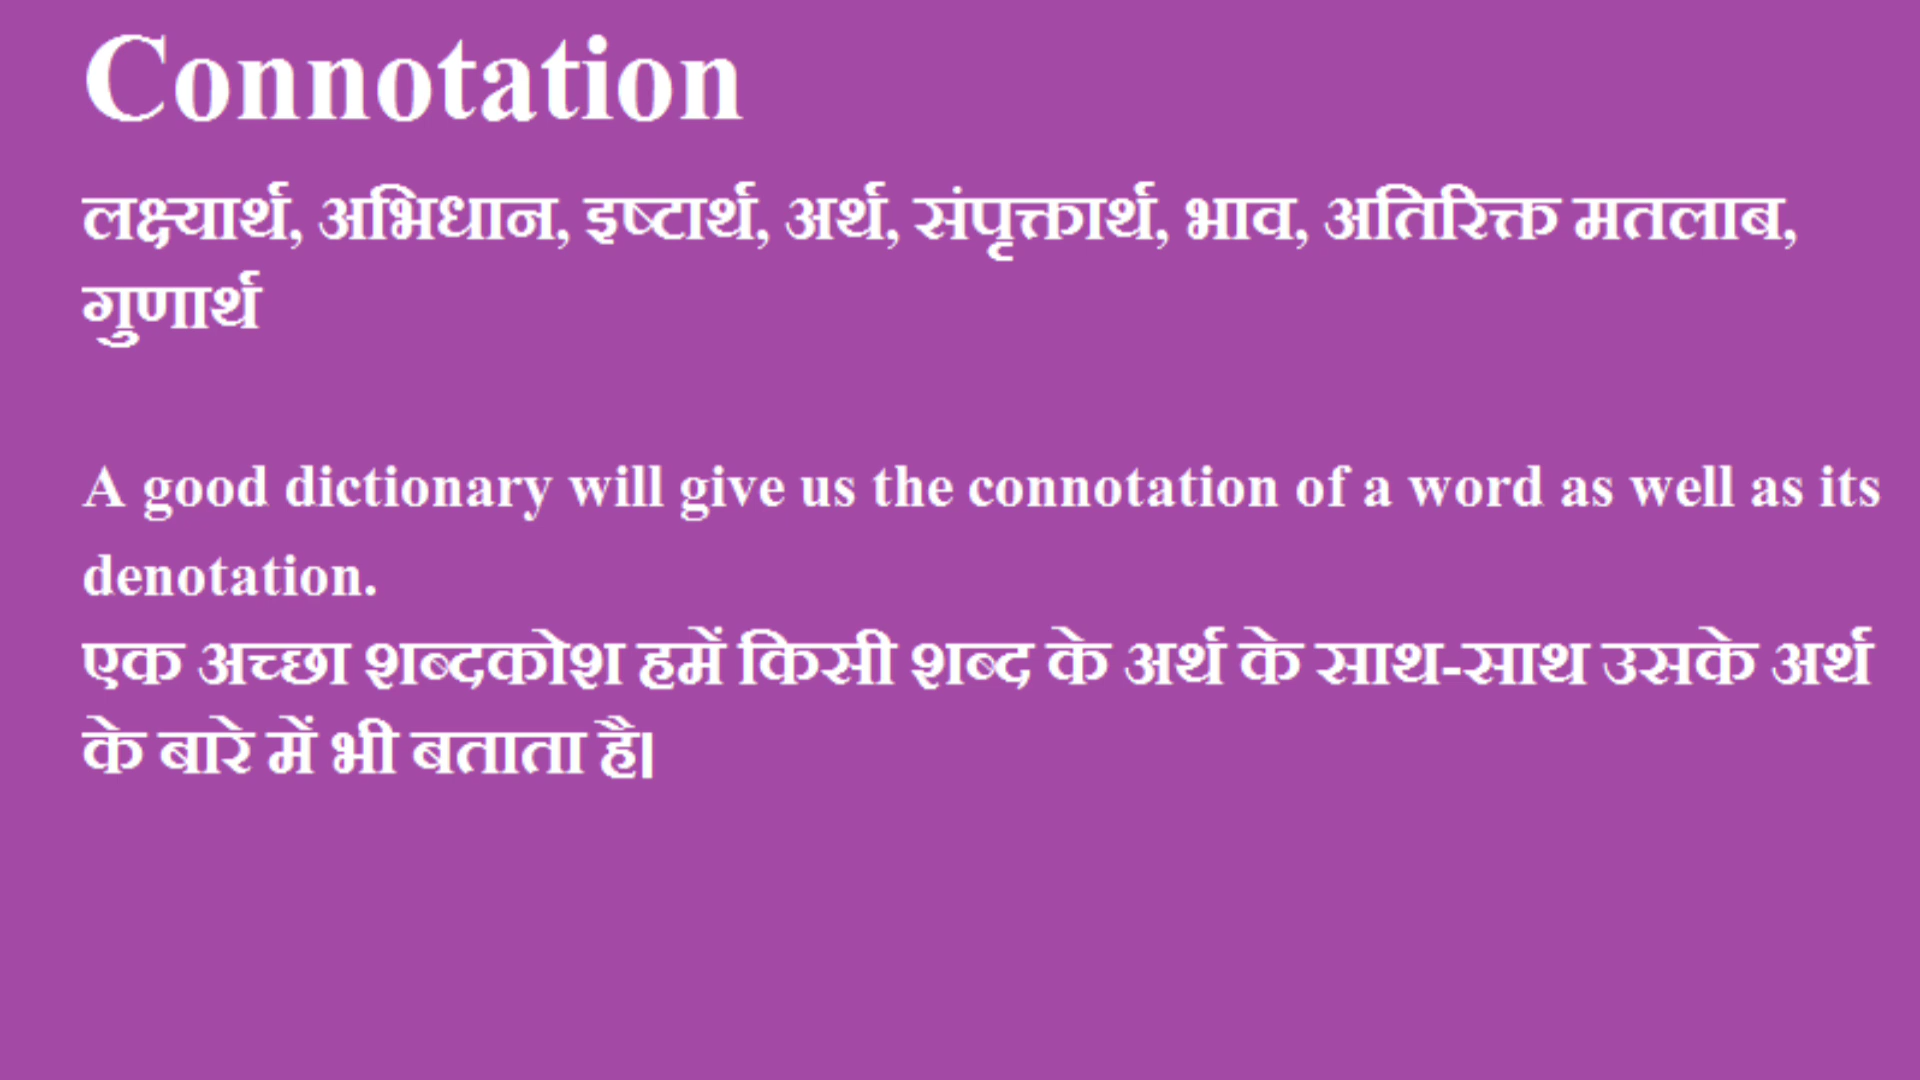 Connotation
लक्ष्यार्थ, अभिधान, इष्टार्थ, अर्थ, संपृक्तार्थ, भाव, अतिरिक्त मतलाब,
गुणार्थ
A good dictionary will give us the connotation of a word as well as its
denotation.
एक अच्छा शब्दकोश हमें किसी शब्द के अर्थ के साथ-साथ उसके अर्थ
के बारे में भी बताता है।